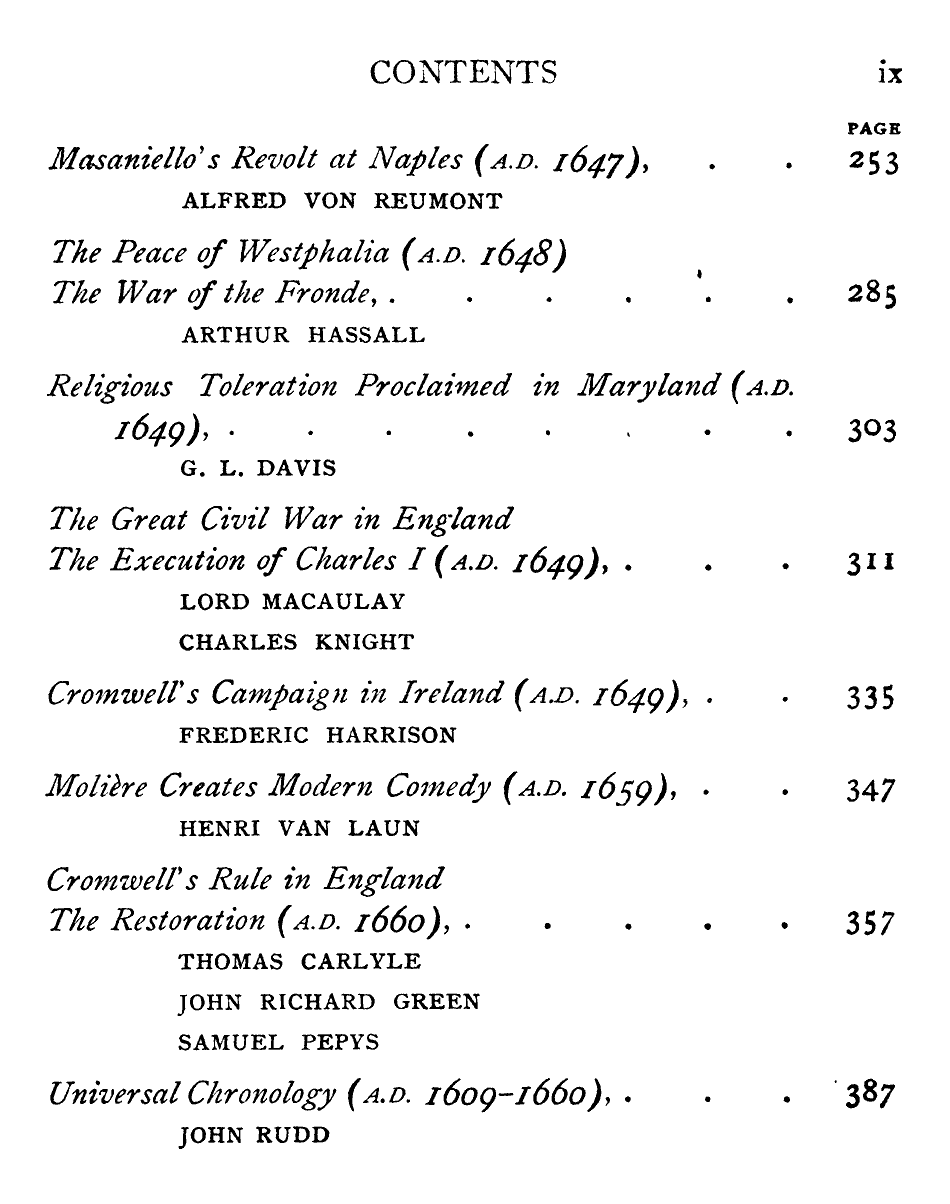 CONTENTS ix
PAGE
Masaniello's Revolt at Naples (A.D. 1647), . . 253
ALFRED VON REUMONT
The Peace of Westphalia (A.D. 1648)
The War of the Fronde, . . . . . . 285
ARTHUR HASSALL
Religious Toleration Proclaimed in Maryland (A.D.
1649), . . . . . . . . 303
G. L. DAVIS
The Great Civil War in England
The Execution of Charles I (A.D. 1649), . . . 311
LORD MACAULAY
CHARLES KNIGHT
Cromwell's Campaign in Ireland (A.D. 1649), . . 335
FREDERIC HARRISON
Molière Creates Modern Comedy (A.D. 1659), . . 347
HENRI VAN LAUN
Cromwell's Rule in England
The Restoration (A.D. 1660), . . . . . 357
THOMAS CARLYLE
JOHN RICHARD GREEN
SAMUEL PEPYS
Universal Chronology (A.D. 1609–1660), . . . 387
JOHN RUDD